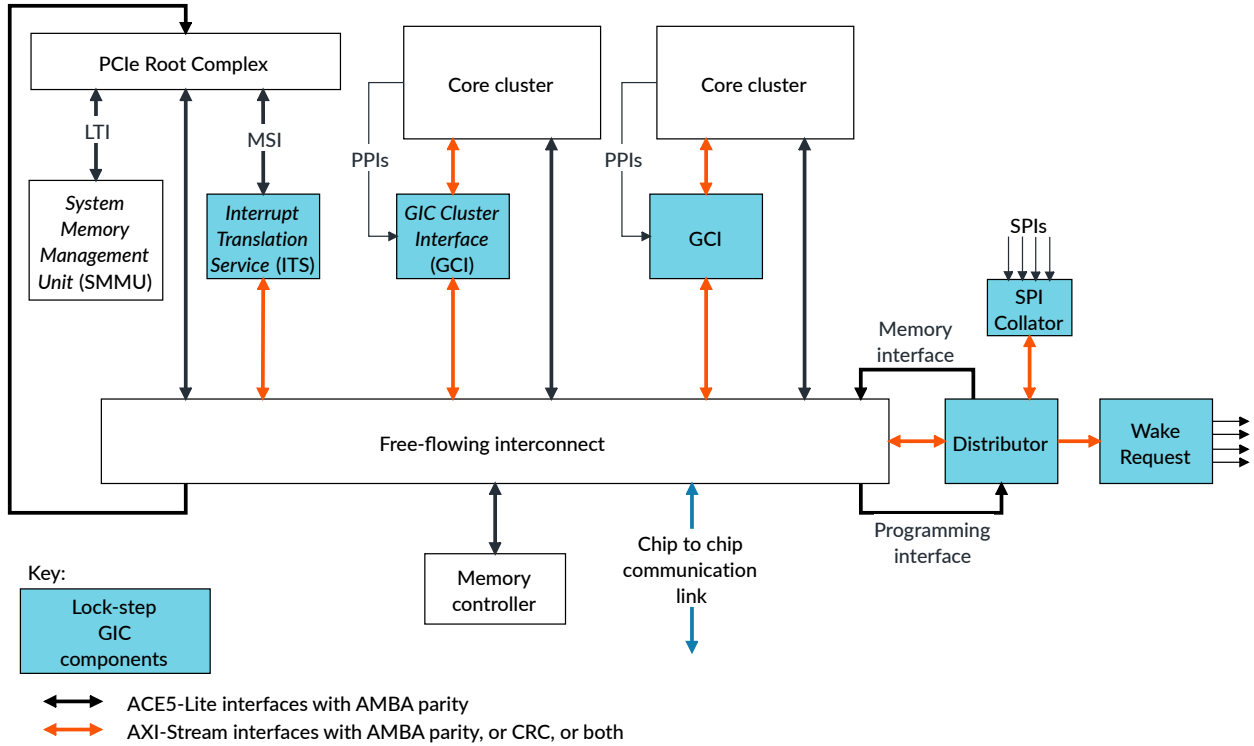 PCIe Root Complex
Core cluster
Core cluster
LTI
MSI
PPIs
PPIs
System
Memory
Management
Unit (SMMU)
Interrupt
Translation
Service (ITS)
GIC Cluster
Interface
(GCI)
GCI
SPIs
SPI
Collator
Memory
interface
Free-flowing interconnect
Distributor
Wake
Request
Programming
interface
Chip to chip
communication
link
Memory
controller
Key:
Lock-step
GIC
components
ACE5-Lite interfaces with AMBA parity
AXI-Stream interfaces with AMBA parity, or CRC, or both